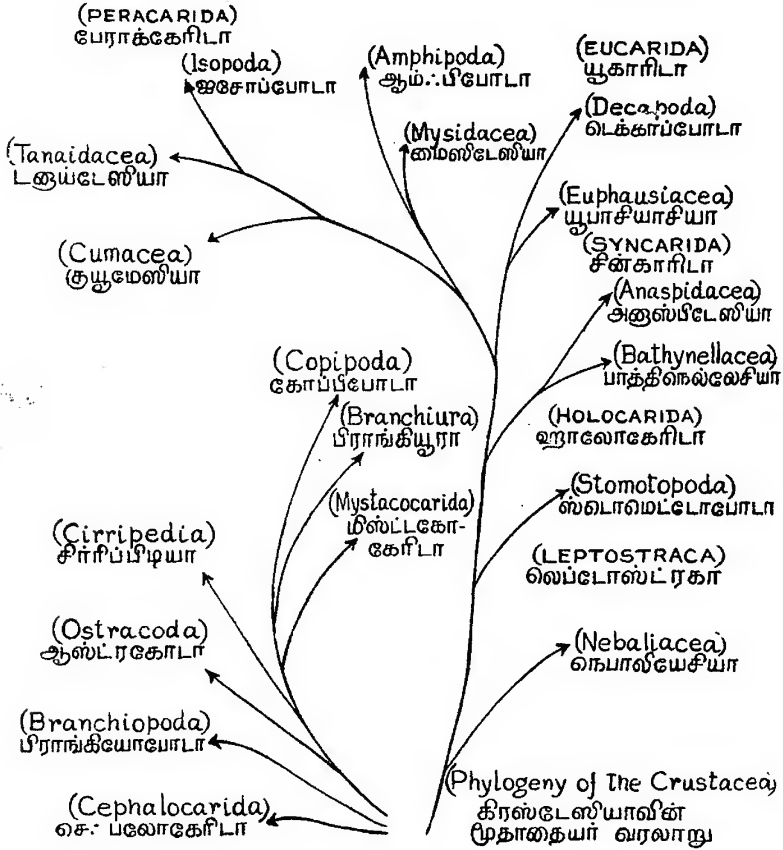 (PERACARIDA)
பேராக்கேரிடா
(Isopoda)
ஐசோப்போடா
(Amphipoda)
ஆம்ஃபிபோடா
(EUCARIDA)
யூகாரிடா
(Decapoda)
டெக்காப்போடா
(Tanaidacea)
டனாய்டேஸியா
(Mysidacea)
மைஸிடேஸியா
(Euphausiacea)
யூபாசியாசியா
(Cumacea)
குயூமேஸியா
(SYNCARIDA)
சின்காரிடா
(Anaspidacea)
அனாஸ்பிடேஸியா
(Bathynellacea)
பாத்திநெல்லேசியா
(Copipoda)
கோப்பிபோடா
(Branchiura)
பிராங்கியூரா
(HOLOCARIDA)
ஹாலோகேரிடா
(Mystacocarida)
மிஸ்ட்டகோ-
கேரிடா
(Stomotopoda)
ஸ்டொமெட்டோபோடா
(Cirripedia)
சிர்ரிப்பீடியா
(LEPTOSTRACA)
லெப்டோஸ்ட்ரகா
(Ostracoda)
ஆஸ்ட்ரகோடா
(Nebaliacea)
நெபாலியேசியா
(Branchiopoda)
பிராங்கியோபோடா
(Cephalocarida)
செஃபலோகேரிடா
(Phylogeny of The Crustacea)
கிரஸ்டேஸியாவின்
மூதாதையர் வரலாறு